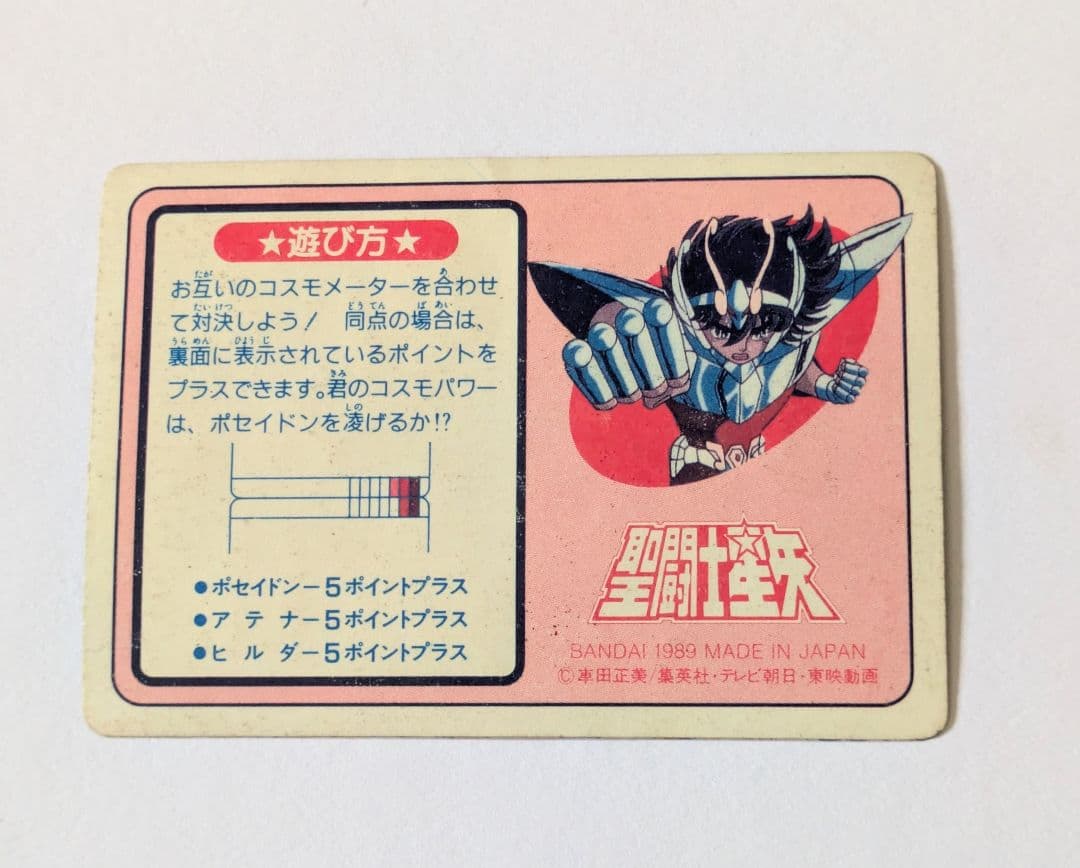 ★遊び方★
お互いのコスモメーターを合わせ
て対決しよう! 同点の場合は、
裏面に表示されているポイントを
プラスできます。君のコスモパワー
は、ポセイドンを凌げるか!?
●ポセイドンー5ポイントプラス
●アテナー5ポイントプラス
●ヒルダー5ポイントプラス
聖闘士星矢
BANDAI 1989 MADE IN JAPAN
©車田正美/集英社・テレビ朝日・東映動画